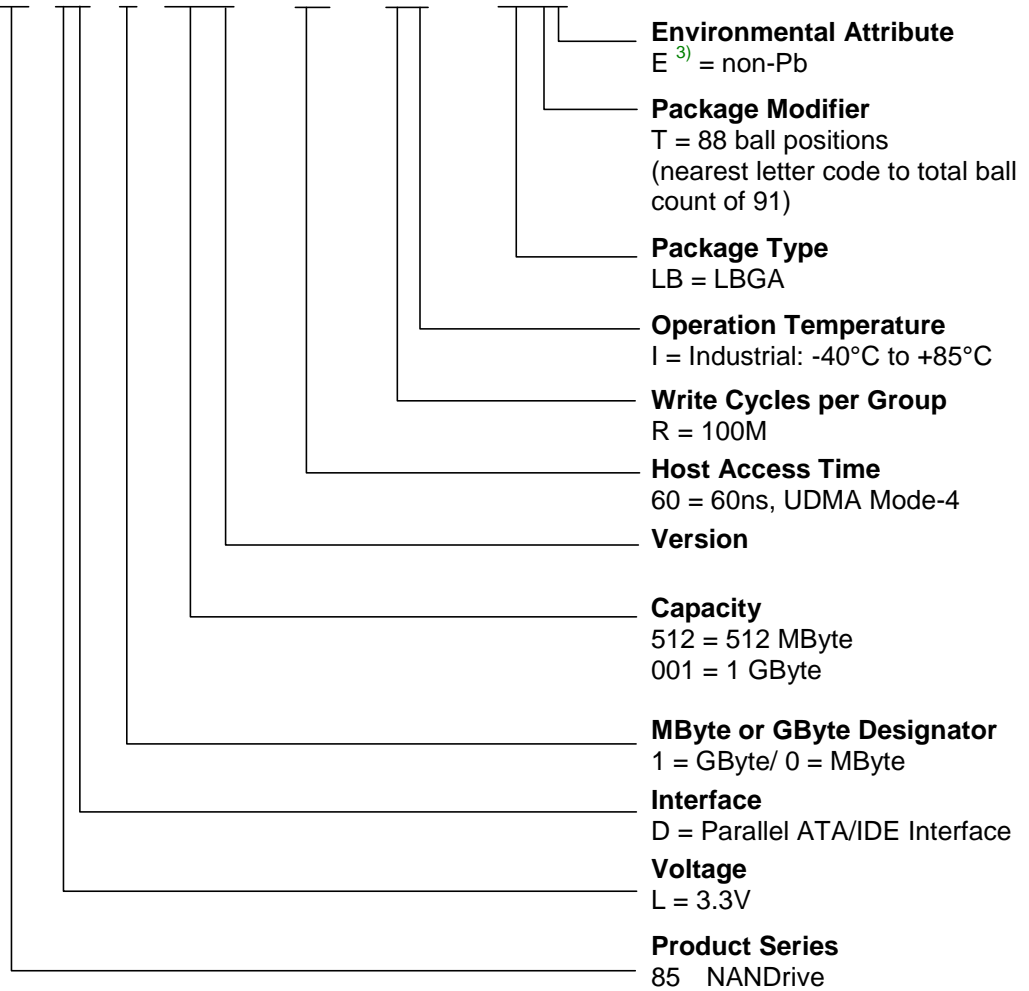 Environmental Attribute
E 3) = non-Pb
Package Modifier
T = 88 ball positions
(nearest letter code to total ball
count of 91)
Package Type
LB = LBGA
Operation Temperature
I = Industrial: -40°C to +85°C
Write Cycles per Group
R = 100M
Host Access Time
60 = 60ns, UDMA Mode-4
Version
Capacity
512 = 512 MByte
001 = 1 GByte
MByte or GByte Designator
1 = GByte/ 0 = MByte
Interface
D = Parallel ATA/IDE Interface
Voltage
L = 3.3V
Product Series
85 NANDrive